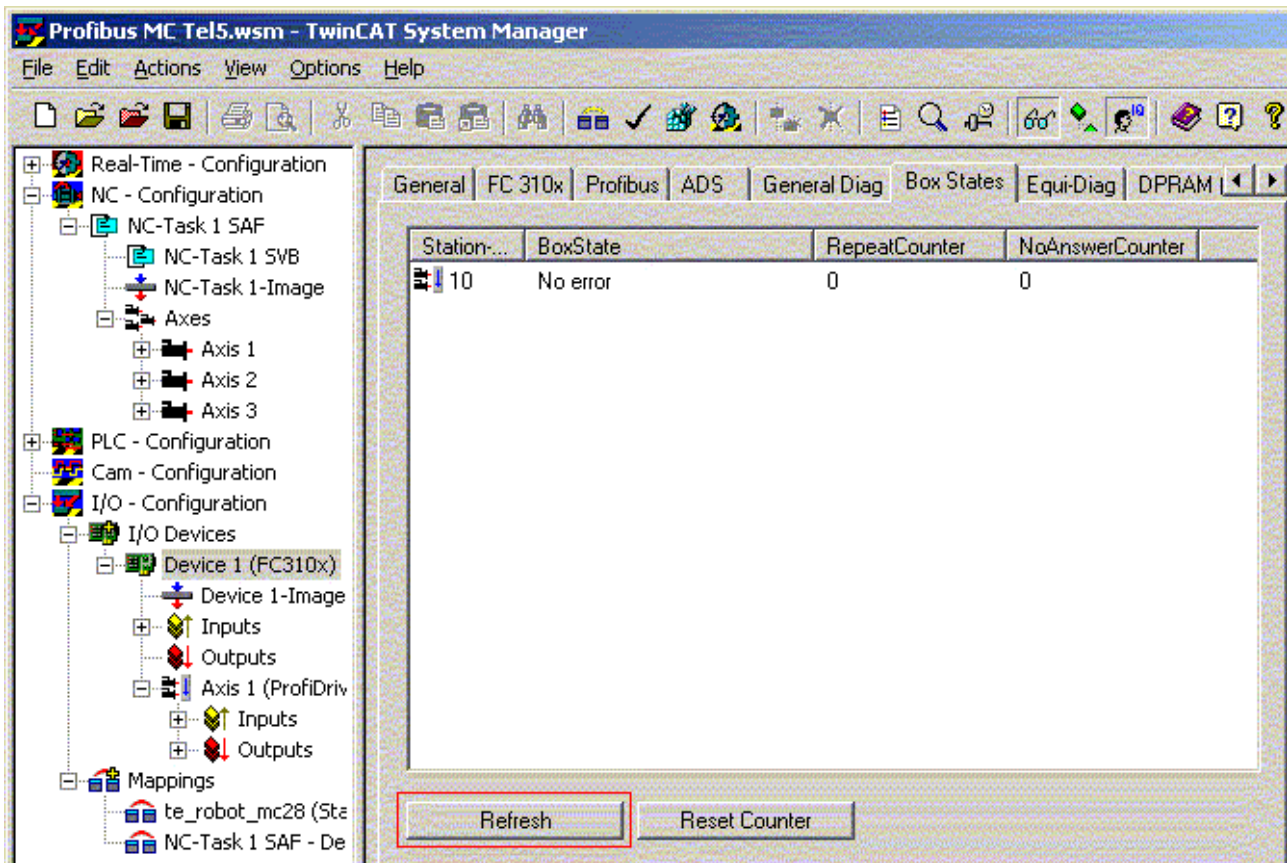 Profibus MC Tel5.wsm - TwinCAT System Manager
File Edit Actions View Options Help
Real-Time - Configuration
NC - Configuration
NC-Task 1 SAF
NC-Task 1 SVB
NC-Task 1-Image
Axes
Axis 1
Axis 2
Axis 3
PLC - Configuration
Cam - Configuration
I/O - Configuration
I/O Devices
Device 1 (FC310x)
Device 1-Image
Inputs
Outputs
Axis 1 (ProfiDriv
Inputs
Outputs
Mappings
te_robot_mc28 (Sta
NC-Task 1 SAF - De
General FC 310x Profibus ADS General Diag Box States Equi-Diag DPRAM (
Station-... BoxState RepeatCounter NoAnswerCounter
10 No error 0 0
Refresh Reset Counter